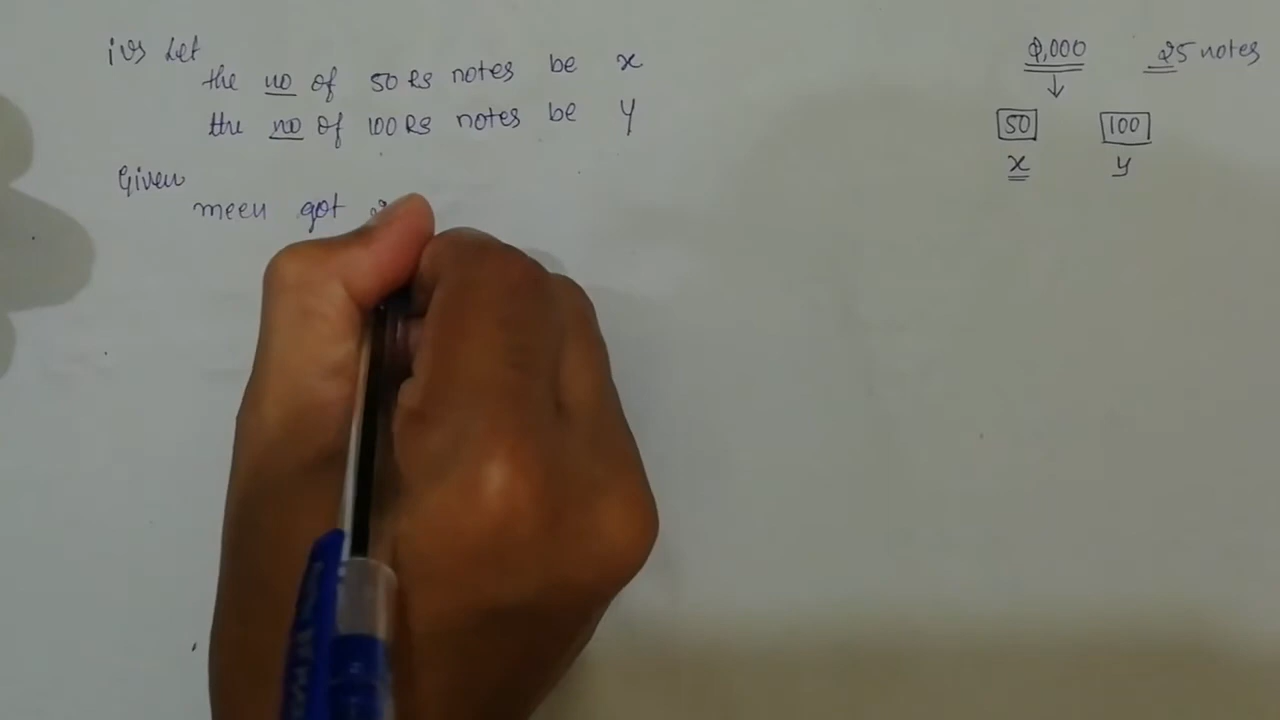 iv) Let
the no of 50 Rs notes be x
the no of 100 Rs notes be y
Given
meen got
2,000 25 notes
50 100
x y